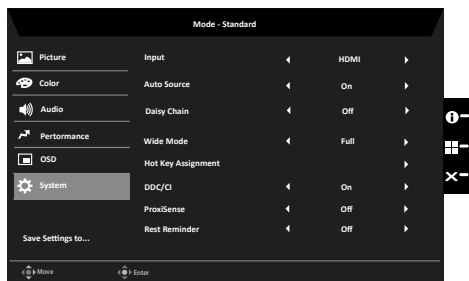 Mode - Standard
Picture
Color
Audio
Pertormance
OSD
System
Save Settings to...
Input HDMI
Auto Source On
Daisy Chain Off
Wide Mode Full
Hot Key Assignment
DDC/CI On
ProxiSense Off
Rest Reminder Off
Move Enter